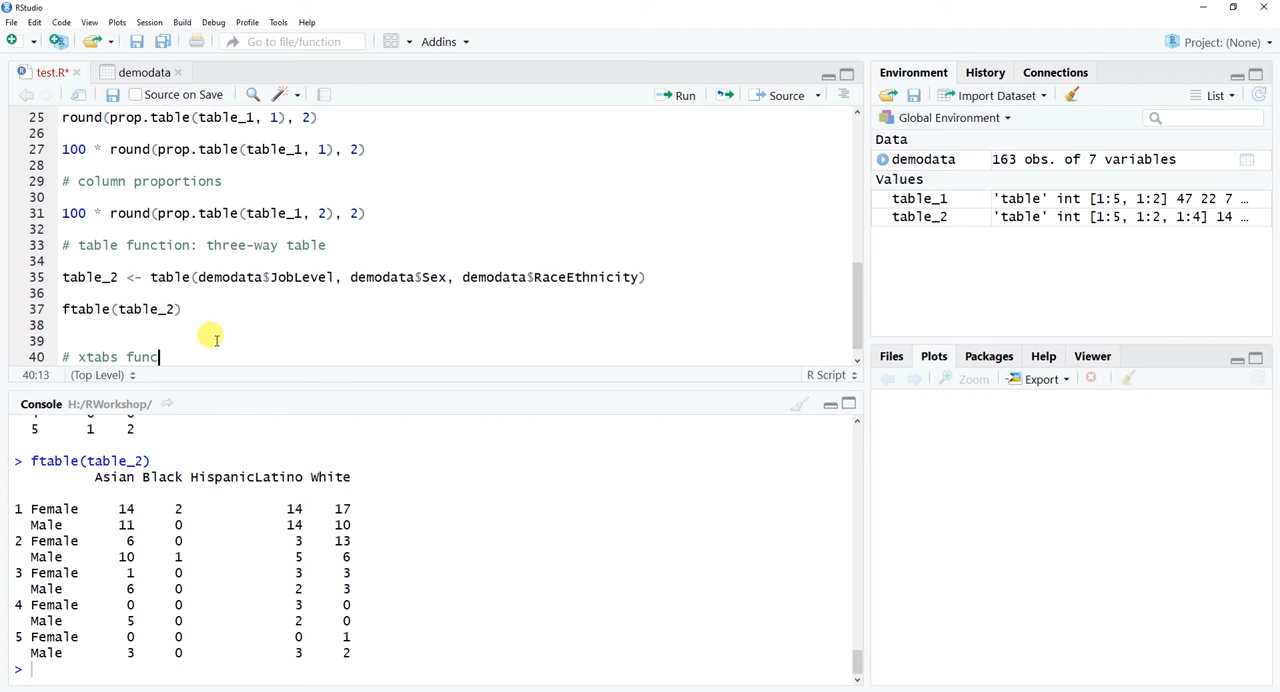 RStudio
File Edit Code View Plots Session Build Debug Profile Tools Help
Go to file/function Addins Project: (None)
test.R* demodata
Source on Save Run Source
25 round(prop.table(table_1, 1), 2)
26
27 100 * round(prop.table(table_1, 1), 2)
28
29 # column proportions
30
31 100 * round(prop.table(table_1, 2), 2)
32
33 # table function: three-way table
34
35 table_2 <- table(demodata$JobLevel, demodata$Sex, demodata$RaceEthnicity)
36
37 ftable(table_2)
38
39
40 # xtabs func
40:13 (Top Level) R Script
Console H:/RWorkshop/
5 1 2
> ftable(table_2)
Asian Black HispanicLatino White
1 Female 14 2 14 17
Male 11 0 14 10
2 Female 6 0 3 13
Male 10 1 5 6
3 Female 1 0 3 3
Male 6 0 2 3
4 Female 0 0 3 0
Male 5 0 2 0
5 Female 0 0 0 1
Male 3 0 3 2
>
Environment History Connections
Import Dataset List
Global Environment
Data
demodata 163 obs. of 7 variables
Values
table_1 'table' int [1:5, 1:2] 47 22 7 …
table_2 'table' int [1:5, 1:2, 1:4] 14 …
Files Plots Packages Help Viewer
Zoom Export